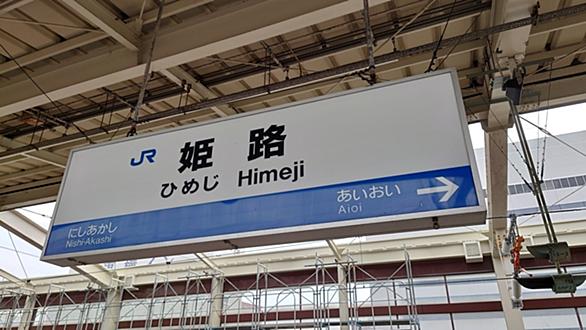 JR 姫路
ひめじ Himeji
にしあかし
Nishi-Akashi
あいおい →
Aioi